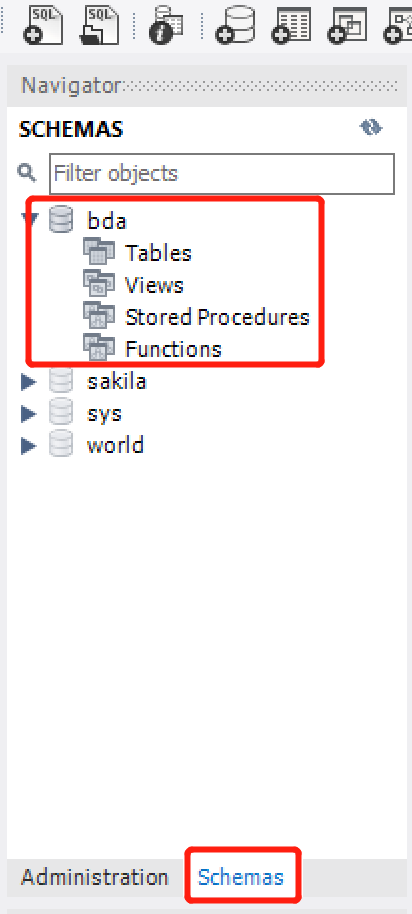 SQL SQL
Navigator
SCHEMAS
Filter objects
bda
Tables
Views
Stored Procedures
Functions
sakila
sys
world
Administration Schemas